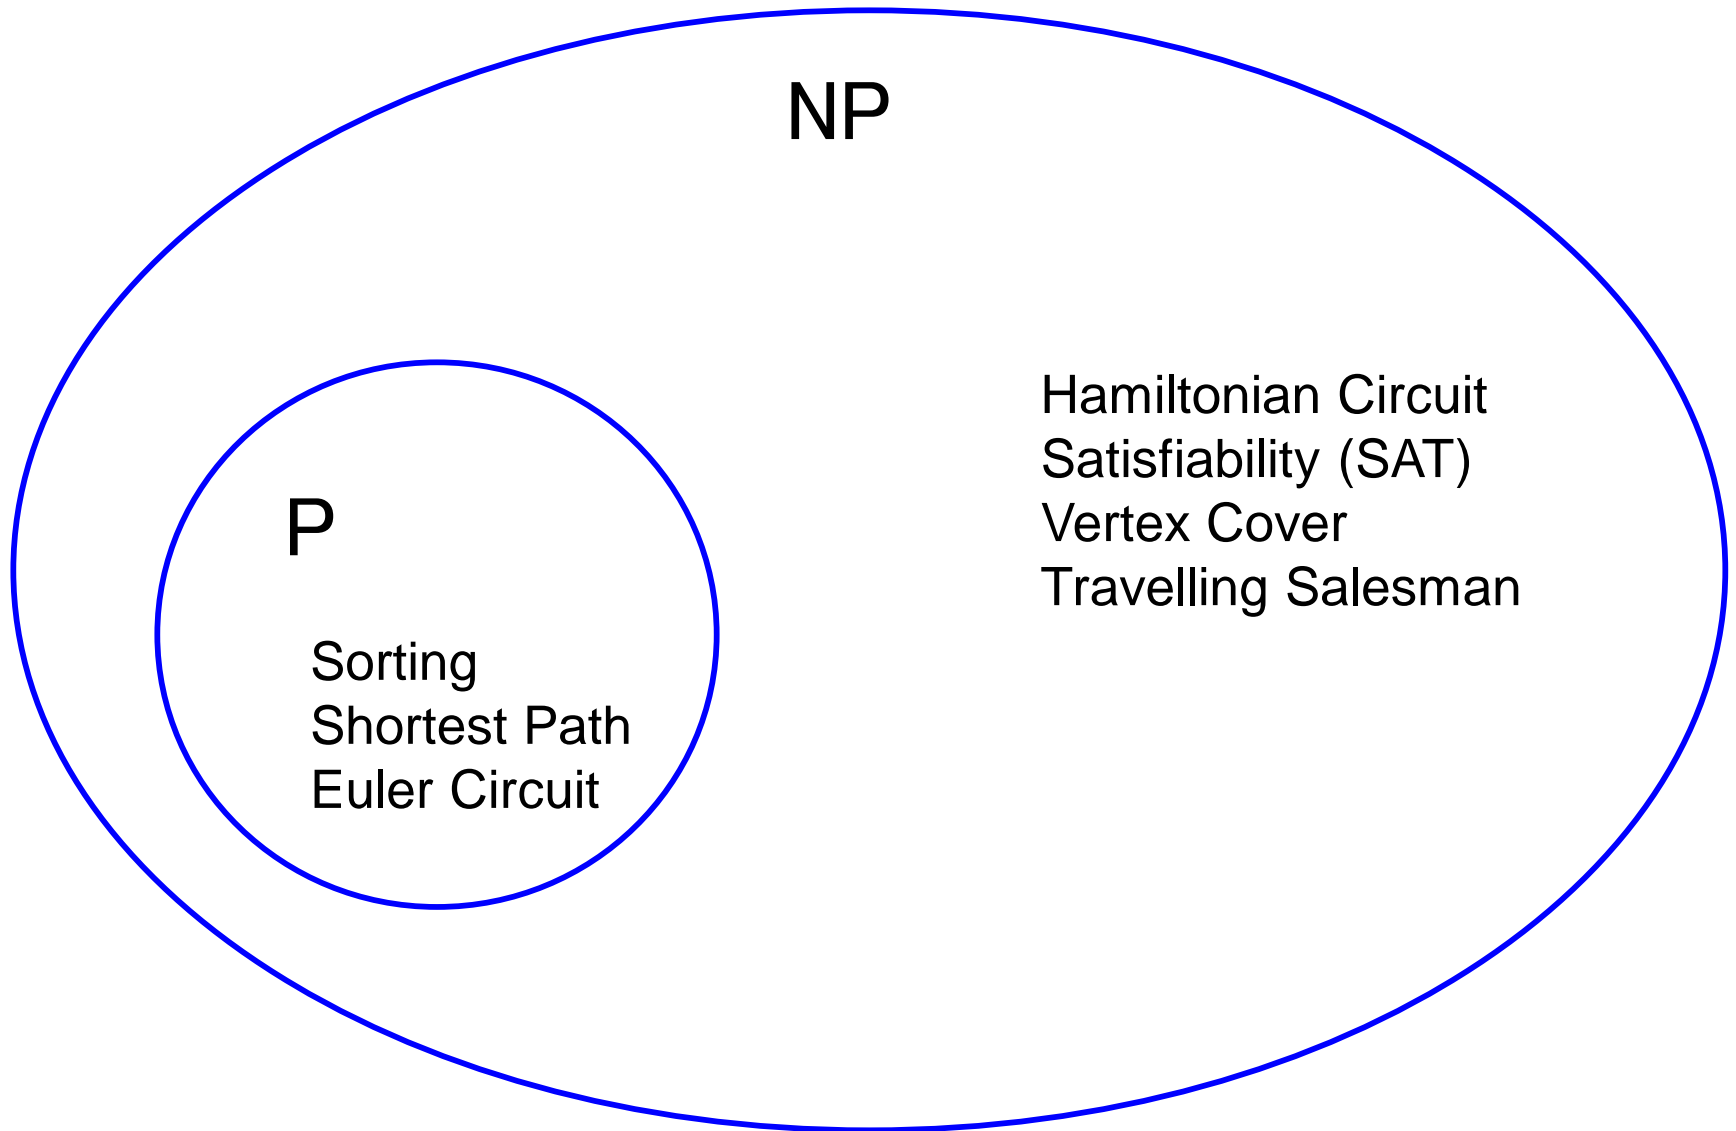 NP
Hamiltonian Circuit
Satisfiability (SAT)
Vertex Cover
Travelling Salesman
P
Sorting
Shortest Path
Euler Circuit